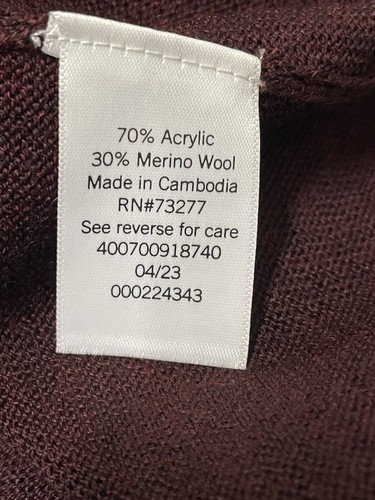 70% Acrylic
30% Merino Wool
Made in Cambodia
RN#73277
See reverse for care
400700918740
04/23
000224343